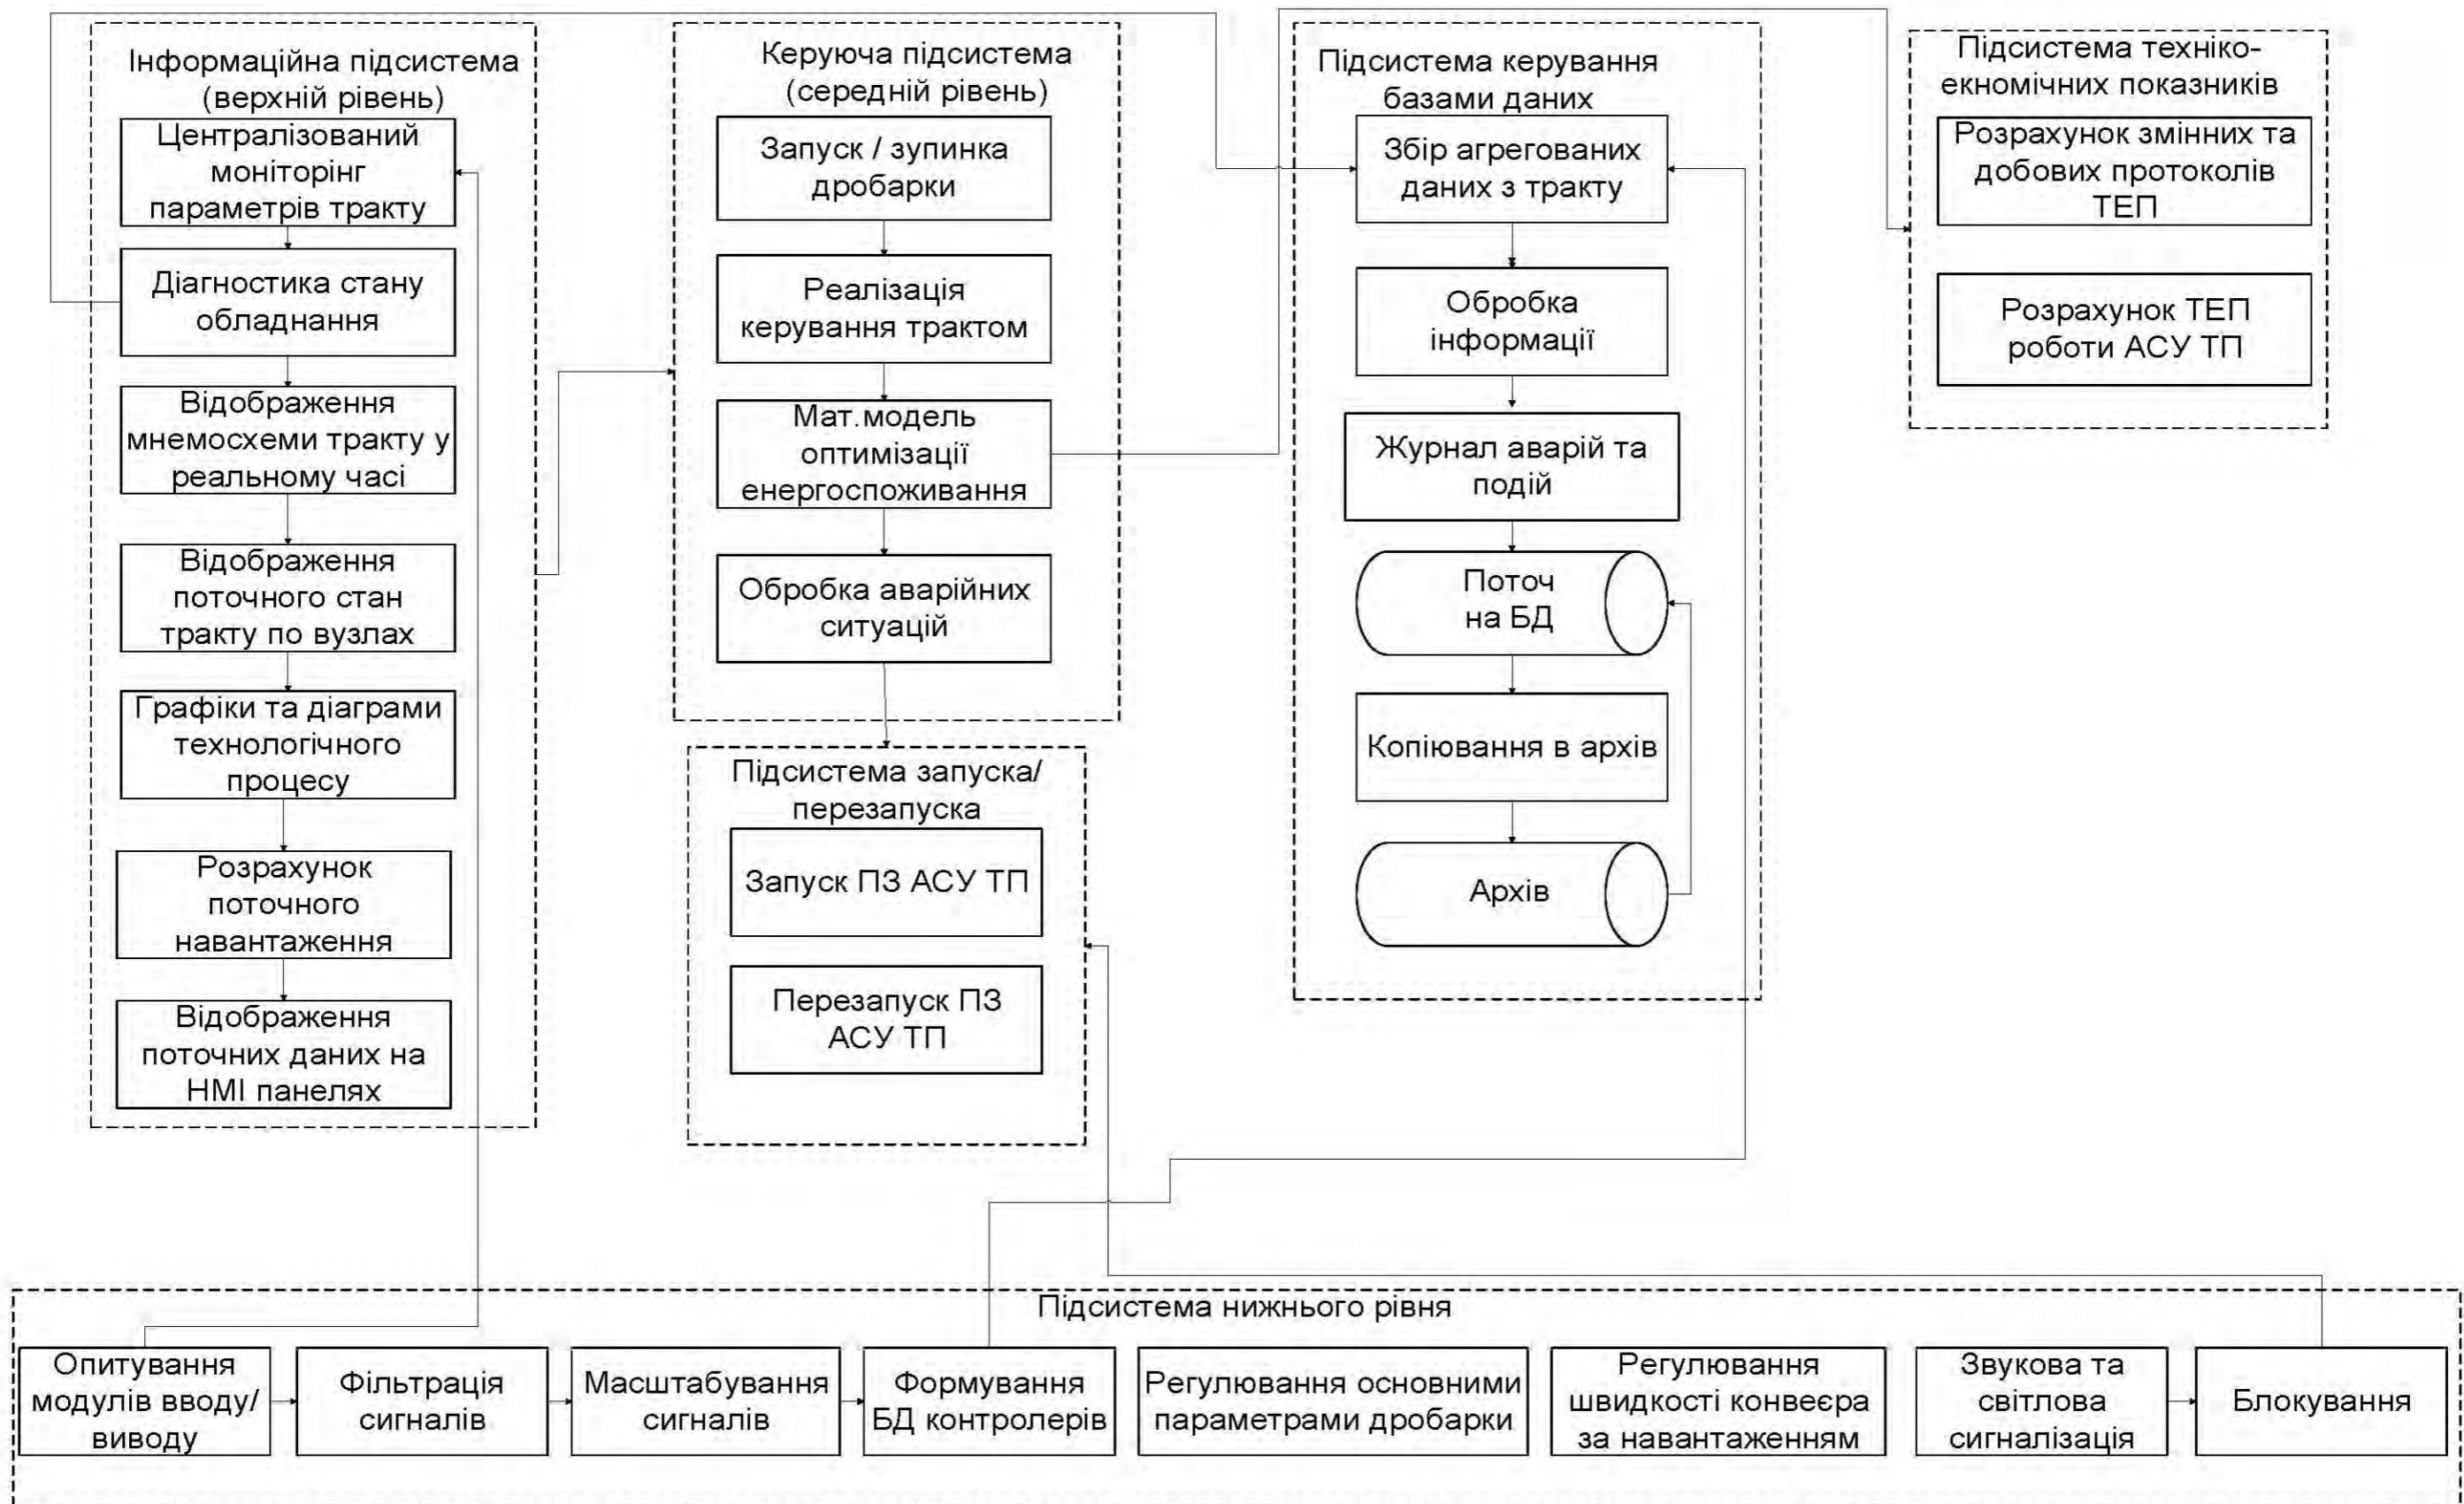 Інформаційна підсистема
(верхній рівень)
Централізований
моніторінг
параметрів тракту
Діагностика стану
обладнання
Відображення
мнемосхеми тракту у
реальному часі
Відображення
поточного стан
тракту по вузлах
Графіки та діаграми
технологічного
процесу
Розрахунок
поточного
навантаження
Відображення
поточних даних на
HMI панелях
Керуюча підсистема
(середній рівень)
Запуск / зупинка
дробарки
Реалізація
керування трактом
Мат.модель
оптимізації
енергоспоживання
Обробка аварійних
ситуацій
Підсистема запуска/
перезапуска
Запуск ПЗ АСУ ТП
Перезапуск ПЗ
АСУ ТП
Підсистема керування
базами даних
Збір агрегованих
даних з тракту
Обробка
інформації
Журнал аварій та
подій
Поточ
на БД
Копіювання в архів
Архів
Підсистема техніко-
екномічних показників
Розрахунок змінних та
добових протоколів
ТЕП
Розрахунок ТЕП
роботи АСУ ТП
Підсистема нижнього рівня
Опитування
модулів вводу/
виводу
Фільтрація
сигналів
Масштабування
сигналів
Формування
БД контролерів
Регулювання основними
параметрами дробарки
Регулювання
швидкості конвеєра
за навантаженням
Звукова та
світлова
сигналізація
Блокування